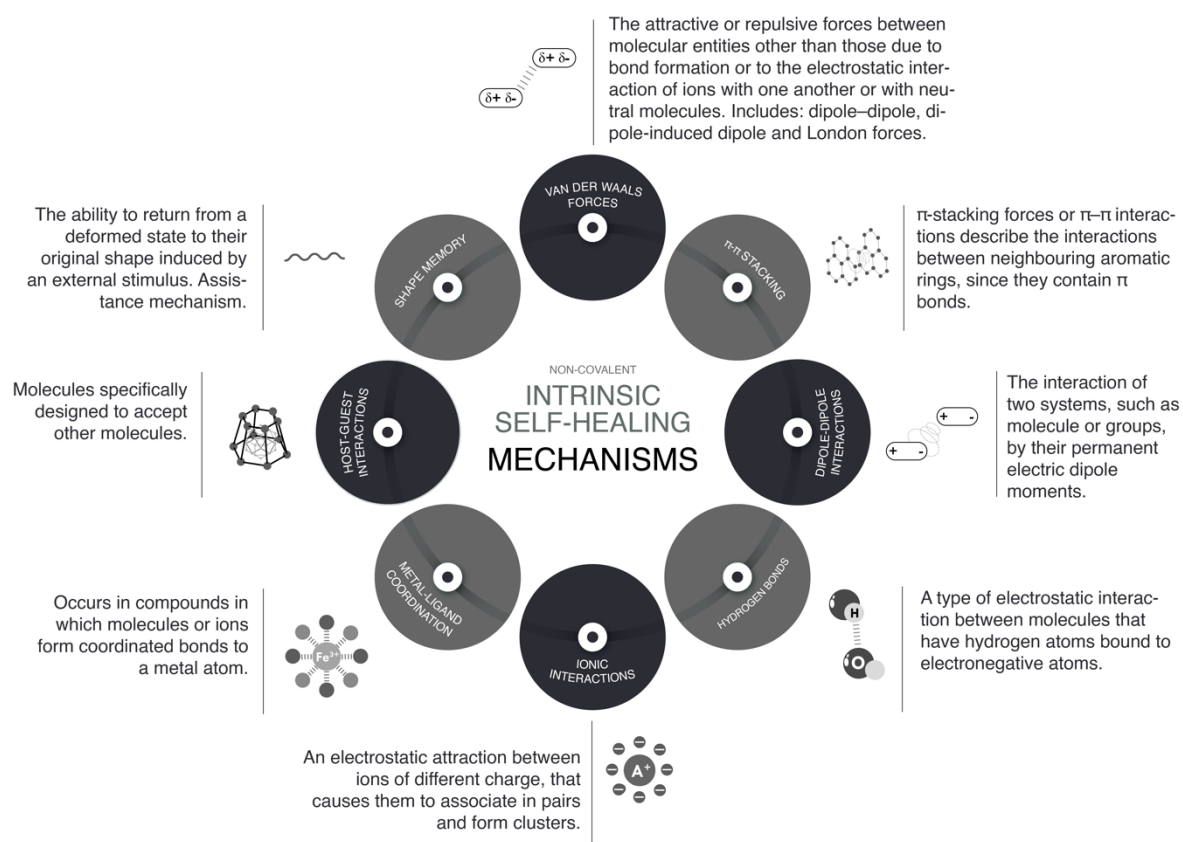 The attractive or repulsive forces between
molecular entities other than those due to
bond formation or to the electrostatic inter-
action of ions with one another or with neu-
tral molecules. Includes: dipole–dipole, di-
pole-induced dipole and London forces.
δ+ δ-
δ+ δ-
VAN DER WAALS
FORCES
The ability to return from a
deformed state to their
original shape induced by
an external stimulus. Assis-
tance mechanism.
SHAPE MEMORY
π-π STACKING
π-stacking forces or π–π interac-
tions describe the interactions
between neighbouring aromatic
rings, since they contain π
bonds.
Molecules specifically
designed to accept
other molecules.
HOST-GUEST
INTERACTIONS
NON-COVALENT
INTRINSIC
SELF-HEALING
MECHANISMS
DIPOLE-DIPOLE
INTERACTIONS
+ -
+ -
The interaction of
two systems, such as
molecule or groups,
by their permanent
electric dipole
moments.
Occurs in compounds in
which molecules or ions
form coordinated bonds to
a metal atom.
Fe3+
METAL-LIGAND
COORDINATION
HYDROGEN BONDS
H
O
A type of electrostatic interac-
tion between molecules that
have hydrogen atoms bound to
electronegative atoms.
IONIC
INTERACTIONS
An electrostatic attraction between
ions of different charge, that
causes them to associate in pairs
and form clusters.
A+